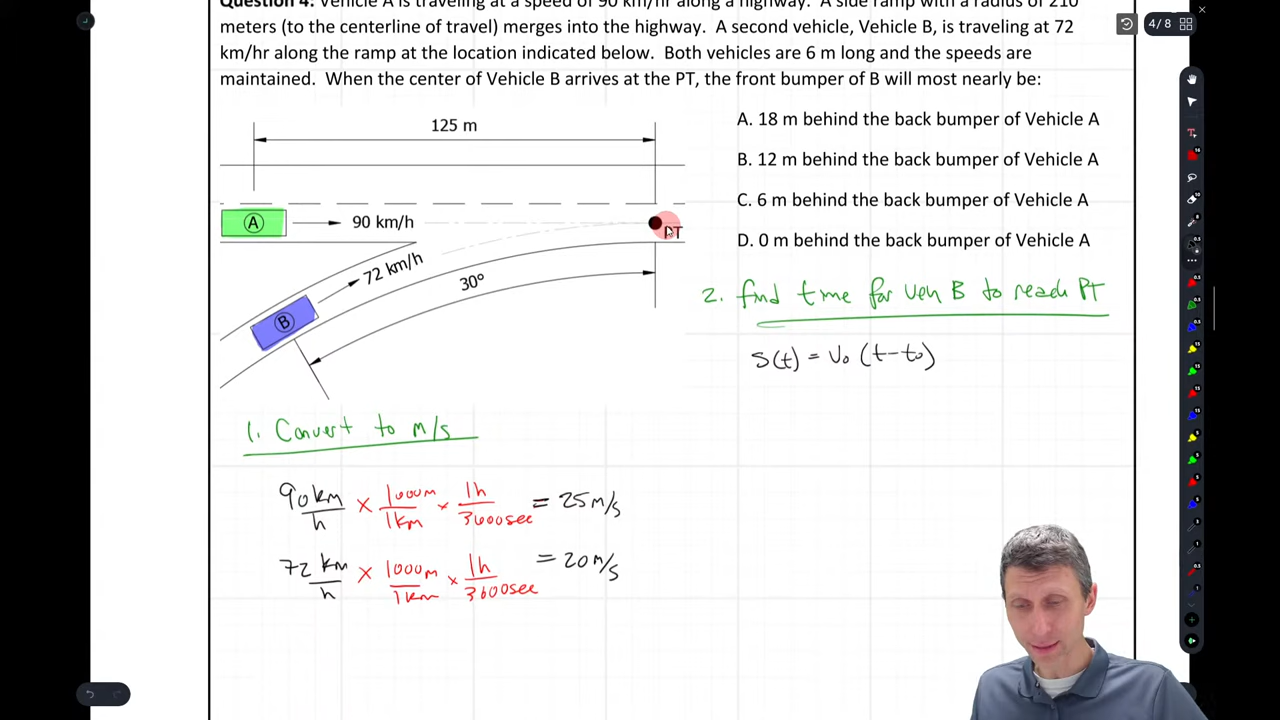 Question 4: Vehicle A is traveling at a speed of 90 km/hr along a highway. A side ramp with a radius of 210
meters (to the centerline of travel) merges into the highway. A second vehicle, Vehicle B, is traveling at 72
km/hr along the ramp at the location indicated below. Both vehicles are 6 m long and the speeds are
maintained. When the center of Vehicle B arrives at the PT, the front bumper of B will most nearly be:
4/8
125 m
A. 18 m behind the back bumper of Vehicle A
B. 12 m behind the back bumper of Vehicle A
C. 6 m behind the back bumper of Vehicle A
D. 0 m behind the back bumper of Vehicle A
A
90 km/h
PT
72 km/h
30°
B
2. find time for Veh B to reach PT
S(t) = V₀ (t-t₀)
1. Convert to m/s
90 km/h × 1000m/1km × 1h/3600sec = 25 m/s
72 km/h × 1000m/1km × 1h/3600sec = 20 m/s